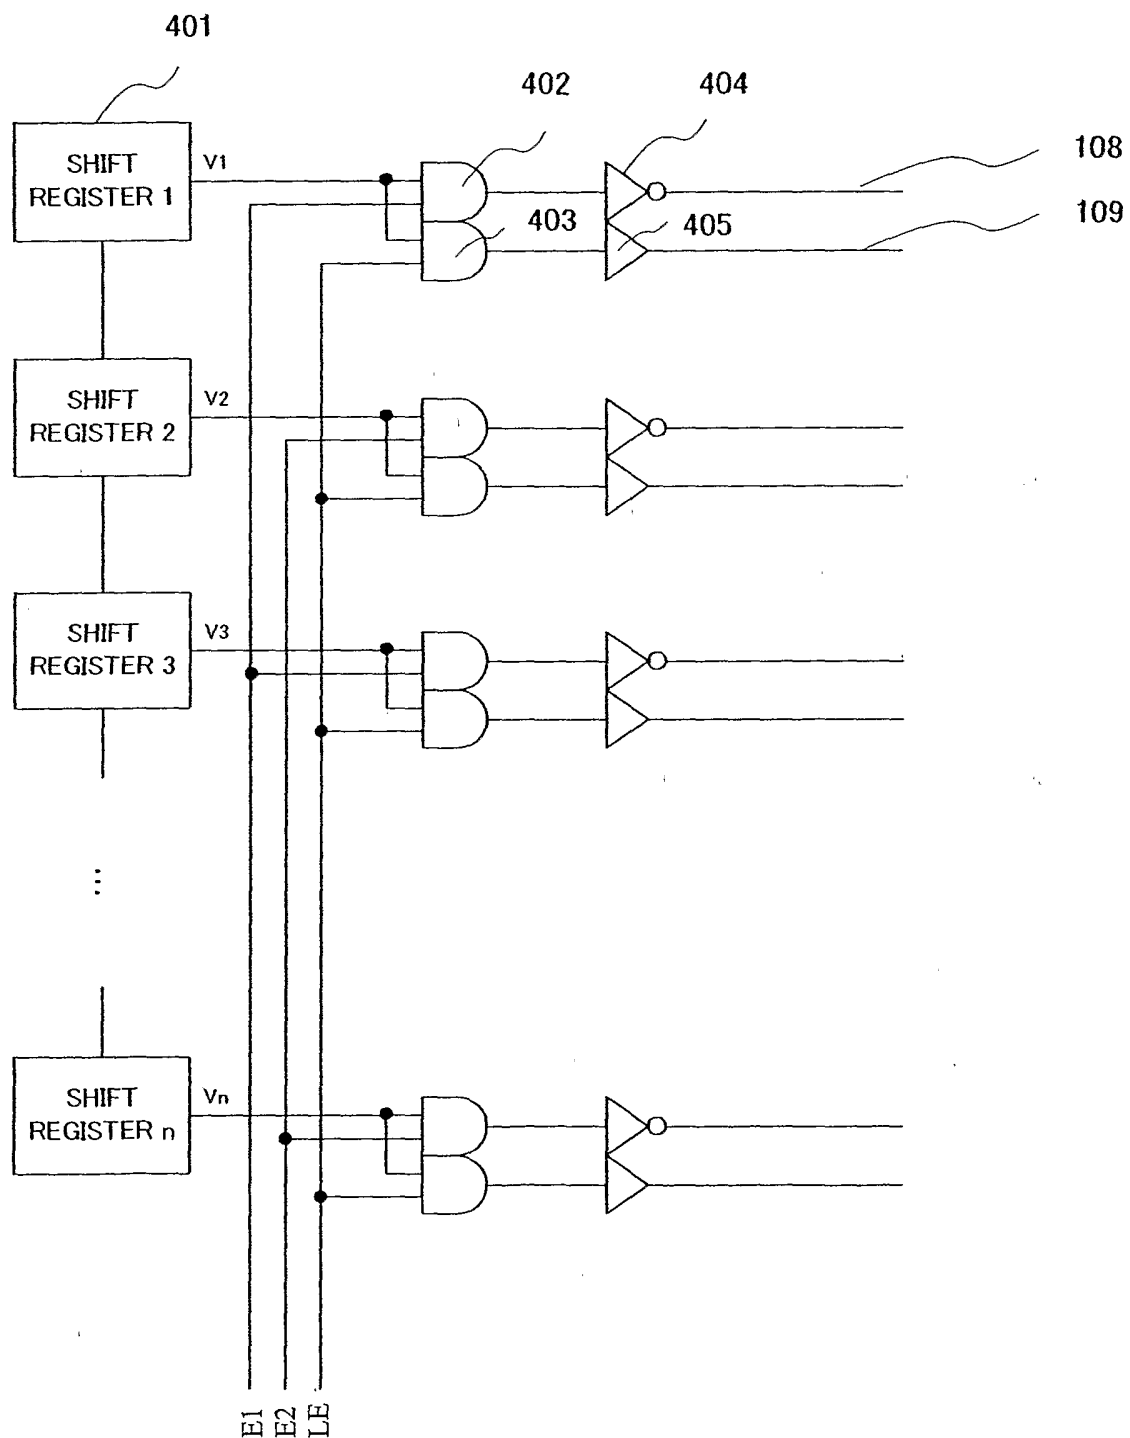 401
402
404
108
SHIFT
REGISTER 1
V1
403
405
109
SHIFT
REGISTER 2
V2
SHIFT
REGISTER 3
V3
...
SHIFT
REGISTER n
Vn
E1
E2
LE